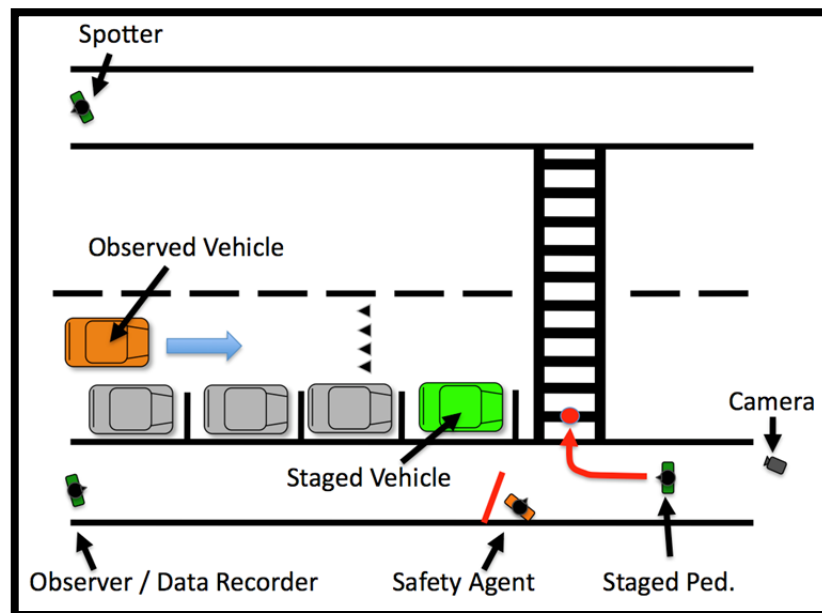 Spotter
Observed Vehicle
Camera
Staged Vehicle
Observer / Data Recorder
Safety Agent
Staged Ped.